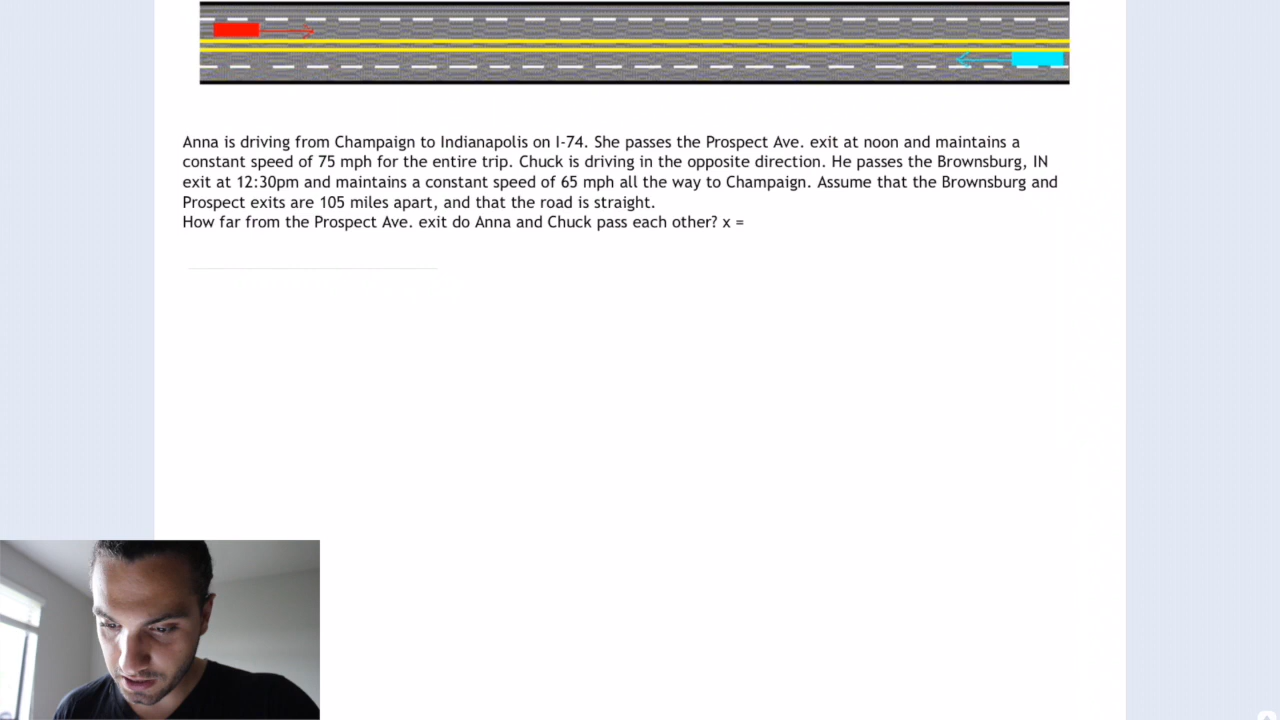 Anna is driving from Champaign to Indianapolis on I-74. She passes the Prospect Ave. exit at noon and maintains a
constant speed of 75 mph for the entire trip. Chuck is driving in the opposite direction. He passes the Brownsburg, IN
exit at 12:30pm and maintains a constant speed of 65 mph all the way to Champaign. Assume that the Brownsburg and
Prospect exits are 105 miles apart, and that the road is straight.
How far from the Prospect Ave. exit do Anna and Chuck pass each other? x =